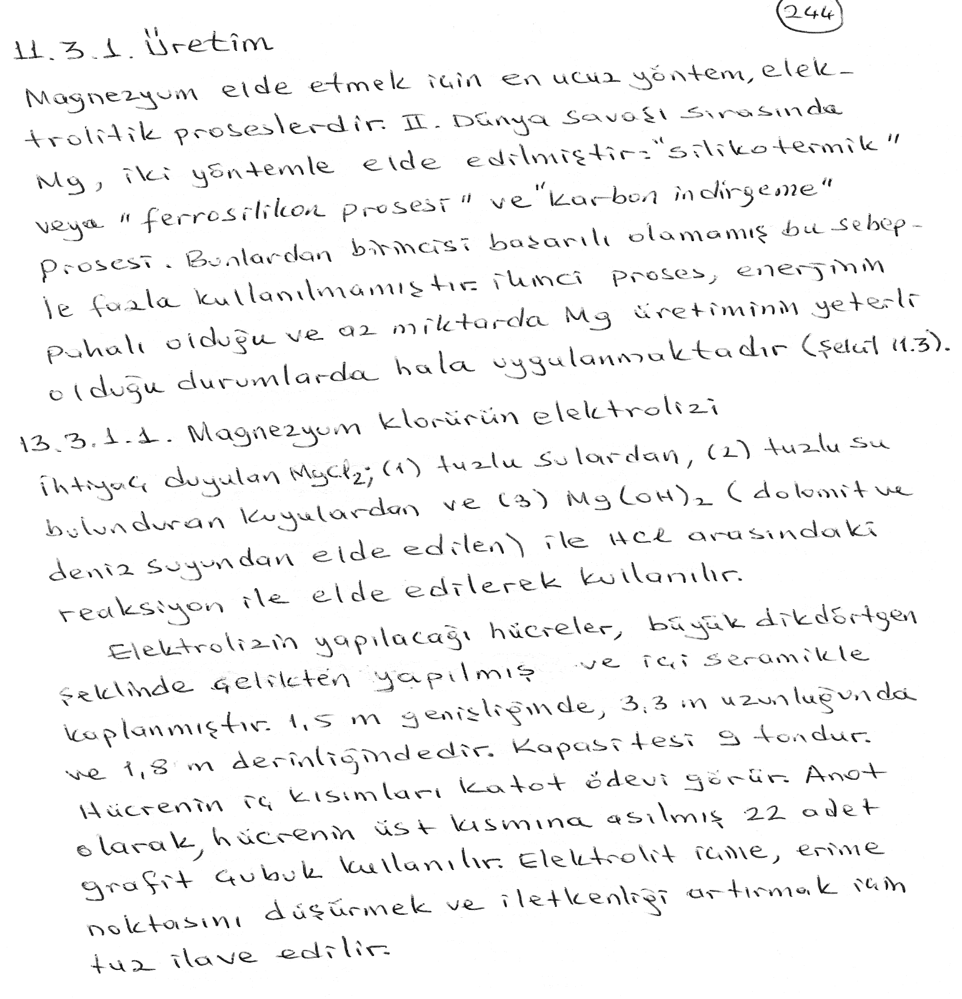 244
11.3.1. Üretim
Magnezyum elde etmek için en ucuz yöntem, elek-
trolitik proseslerdir. II. Dünya savaşı sırasında
Mg, iki yöntemle elde edilmiştir: "silikotermik"
veya "ferrosilikon prosesi" ve "karbon indirgeme"
prosesi. Bunlardan birincisi başarılı olamamış bu sebep-
le fazla kullanılmamıştır. ikinci proses, enerjinin
pahalı olduğu ve az miktarda Mg üretiminin yeterli
olduğu durumlarda hala uygulanmaktadır (Şekil 11.3).
13.3.1.1. Magnezyum klorürün elektrolizi
ihtiyaç duyulan MgCl₂; (1) tuzlu sulardan, (2) tuzlu su
bulunduran kuyulardan ve (3) Mg(OH)₂ (dolomit ve
deniz suyundan elde edilen) ile HCl arasındaki
reaksiyon ile elde edilerek kullanılır.
Elektrolizin yapılacağı hücreler, büyük dikdörtgen
şeklinde çelikten yapılmış ve içi seramikle
kaplanmıştır. 1,5 m genişliğinde, 3,3 m uzunluğunda
ve 1,8 m derinliğindedir. Kapasitesi 9 tondur.
Hücrenin iç kısımları katot ödevi görür. Anot
olarak, hücrenin üst kısmına asılmış 22 adet
grafit çubuk kullanılır. Elektrolit içine, erime
noktasını düşürmek ve iletkenliği artırmak için
tuz ilave edilir.